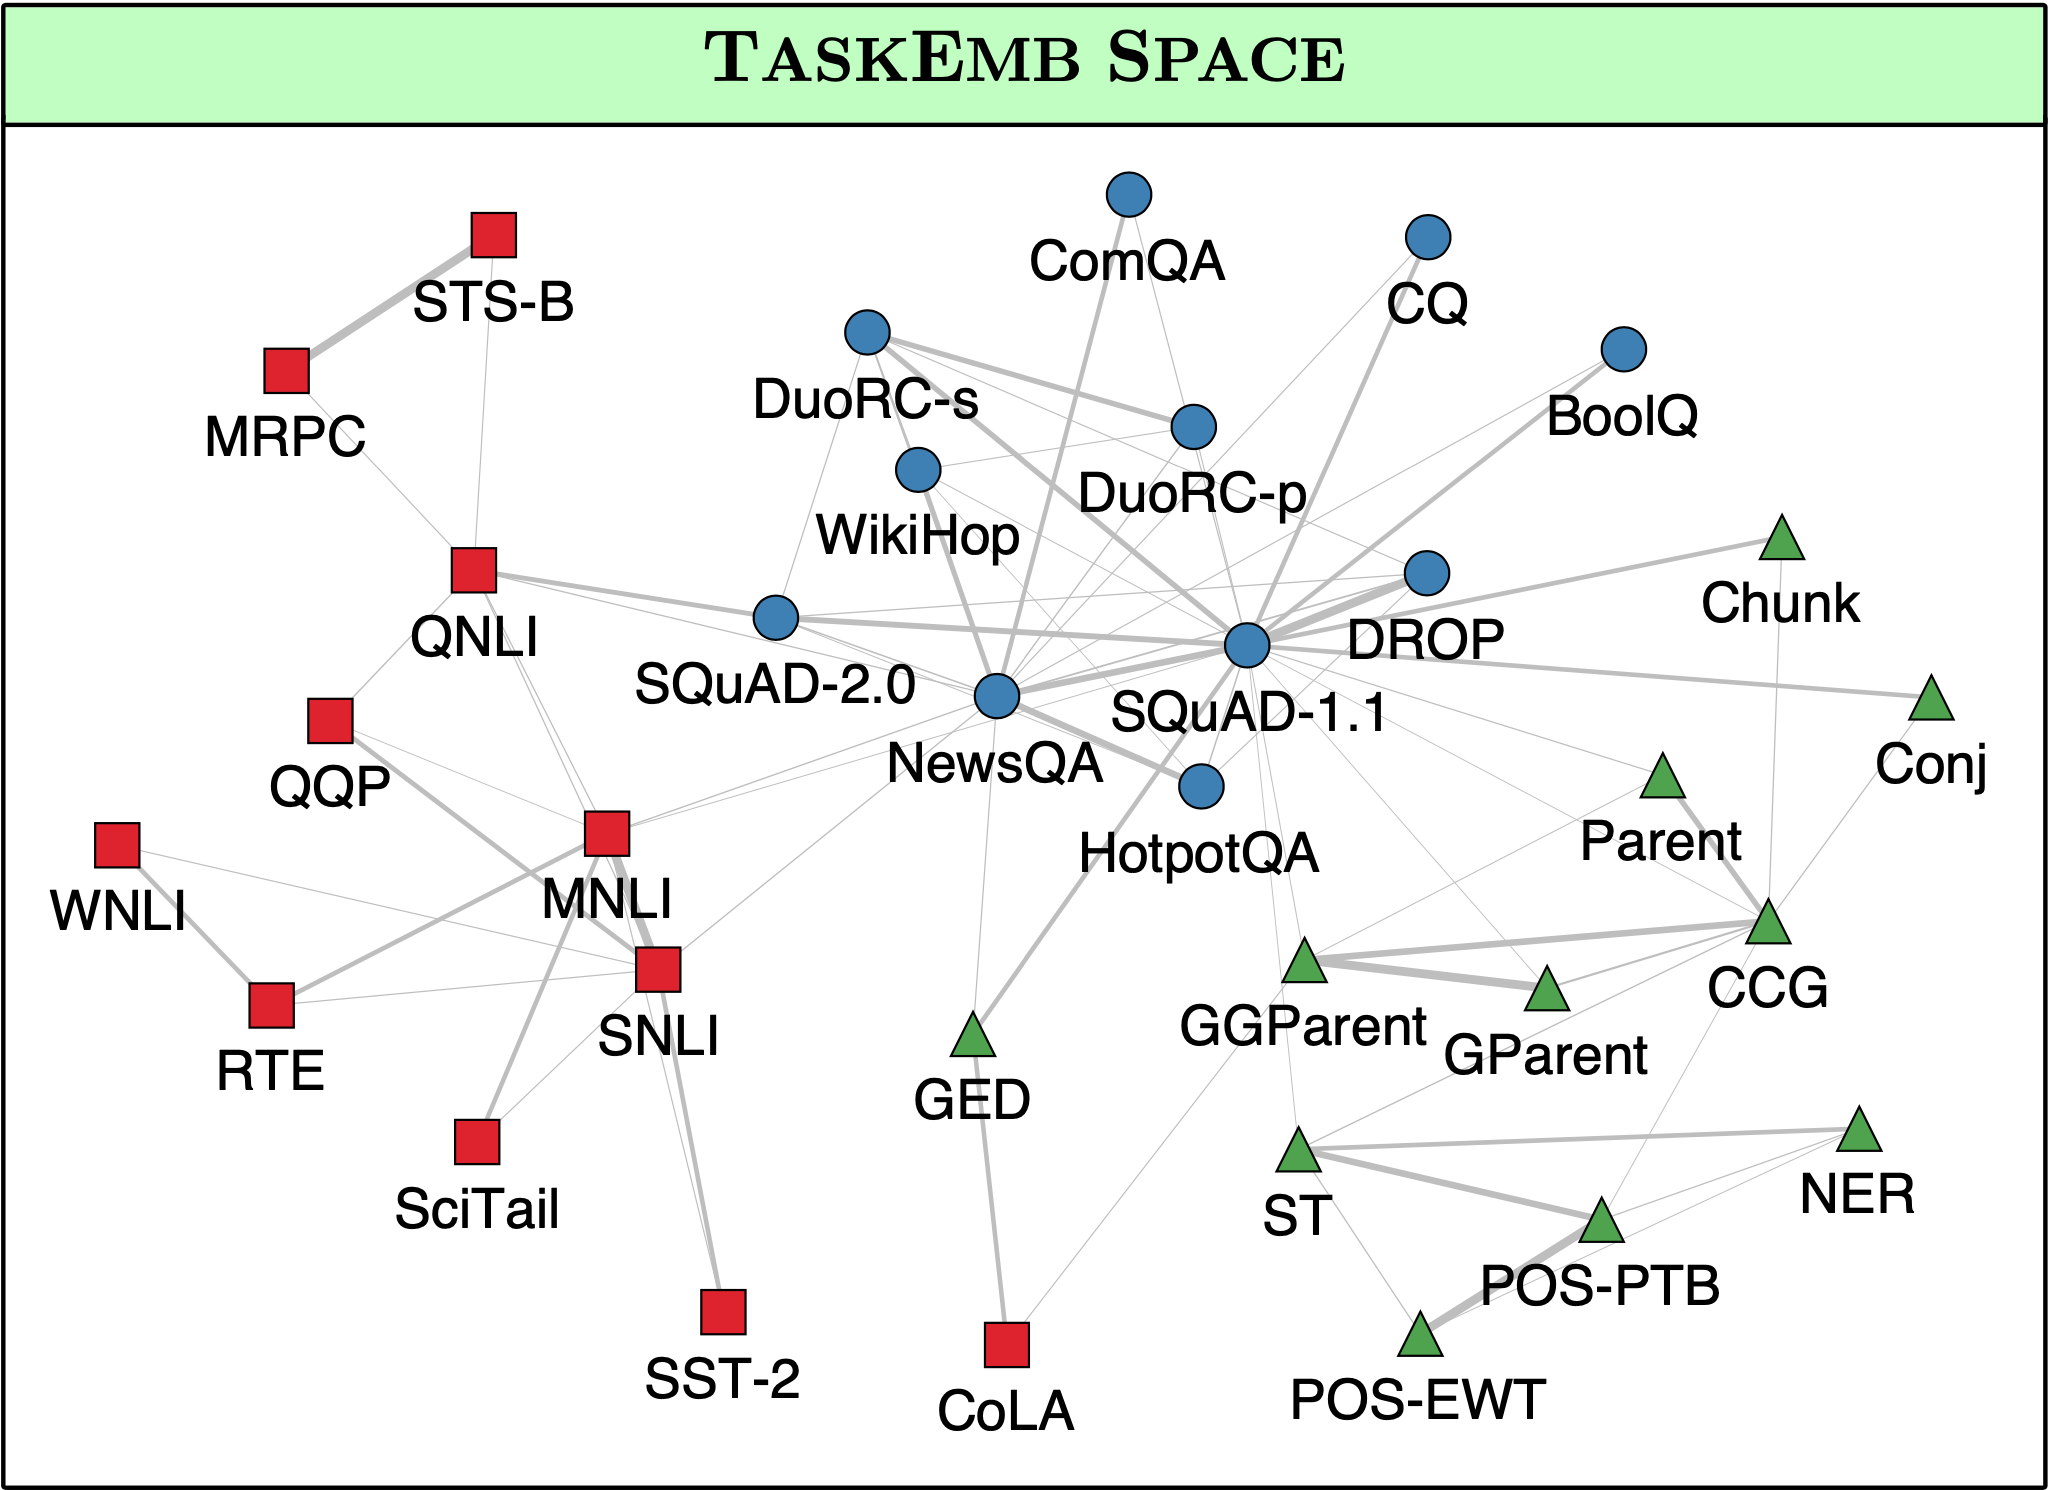 TASKEMB SPACE
ComQA
STS-B
CQ
DuoRC-s
BoolQ
MRPC
DuoRC-p
WikiHop
Chunk
QNLI
DROP
SQuAD-2.0
SQuAD-1.1
NewsQA
Conj
QQP
Parent
HotpotQA
MNLI
WNLI
CCG
SNLI
GGParent
GParent
RTE
GED
NER
SciTail
ST
POS-PTB
SST-2
POS-EWT
CoLA